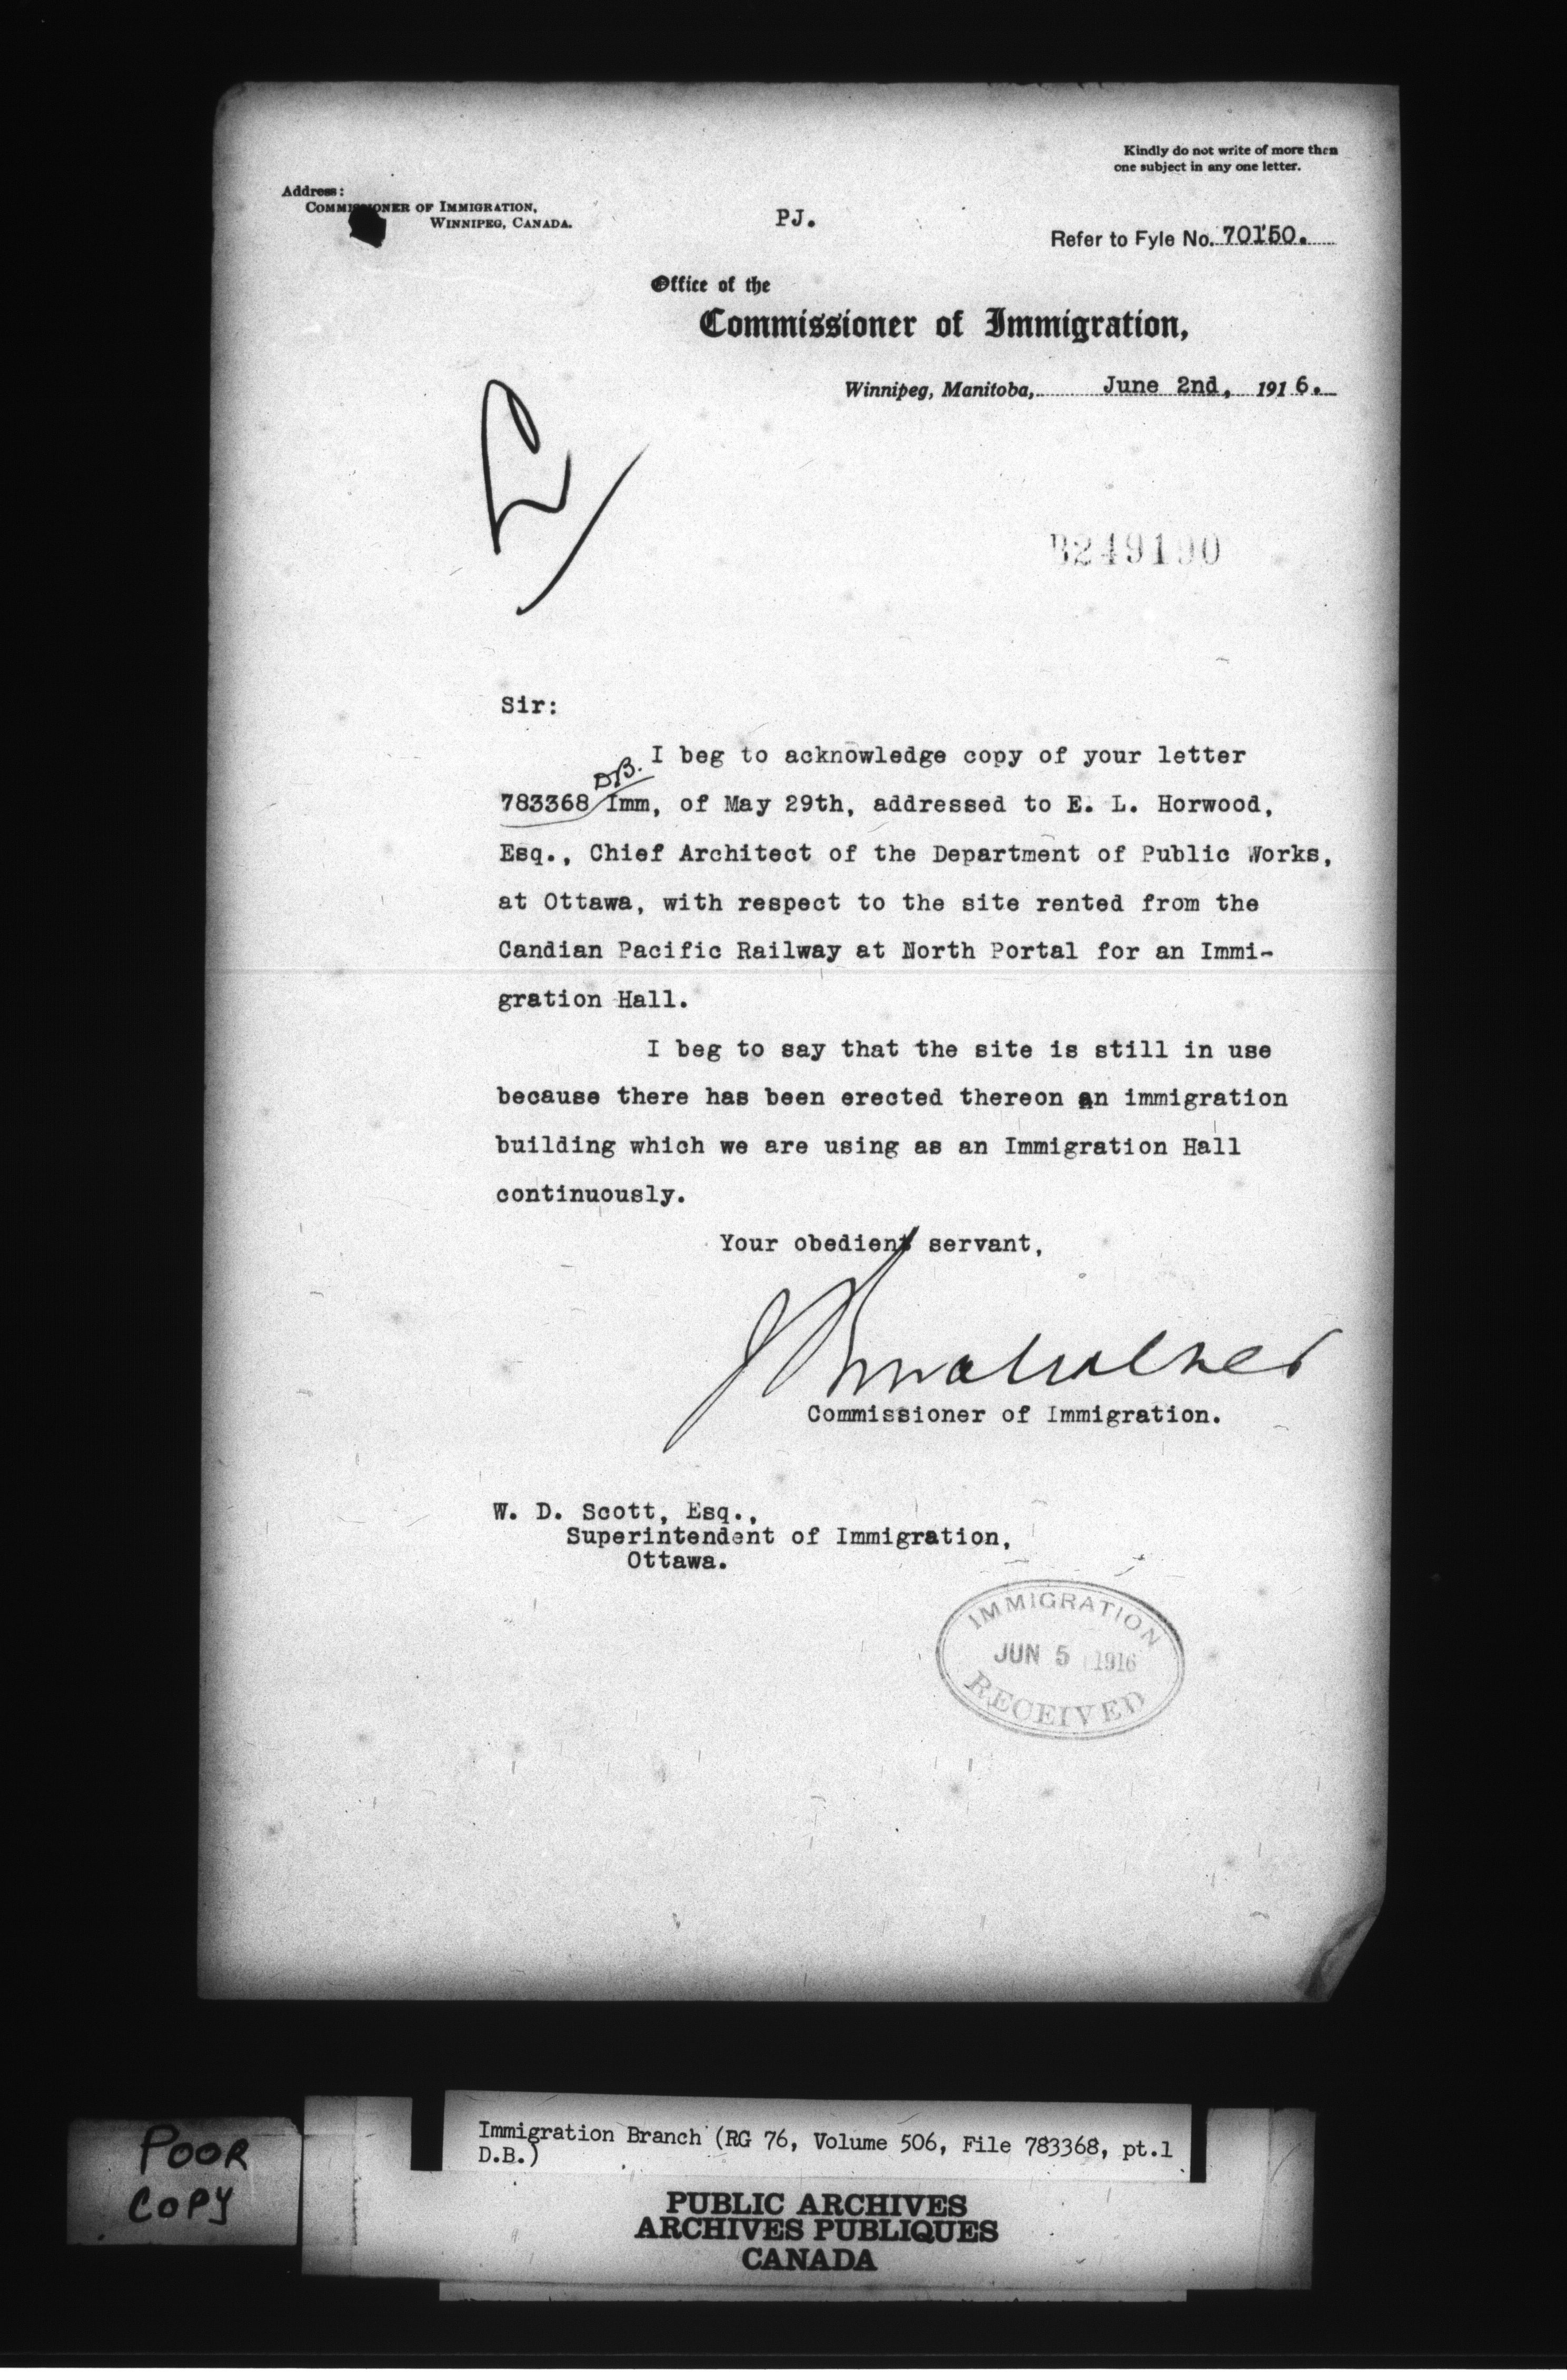 Kindly do not write of more then
one subject in any one letter.
Address:
COMMISSIONER OF IMMIGRATION,
WINNIPEG, CANADA.
PJ.
Refer to Fyle No. 70150.
Office of the
Commissioner of Immigration,
Winnipeg, Manitoba, June 2nd, 1916.
B249190
Sir:
I beg to acknowledge copy of your letter
D.B.
783368 Imm, of May 29th, addressed to E. L. Horwood,
Esq., Chief Architect of the Department of Public Works,
at Ottawa, with respect to the site rented from the
Candian Pacific Railway at North Portal for an Immi-
gration Hall.
I beg to say that the site is still in use
because there has been erected thereon an immigration
building which we are using as an Immigration Hall
continuously.
Your obedient servant,
Commissioner of Immigration.
W. D. Scott, Esq.,
Superintendent of Immigration,
Ottawa.
IMMIGRATION
JUN 5 1916
RECEIVED
POOR
COPY
Immigration Branch (RG 76, Volume 506, File 783368, pt.1
D.B.)
PUBLIC ARCHIVES
ARCHIVES PUBLIQUES
CANADA